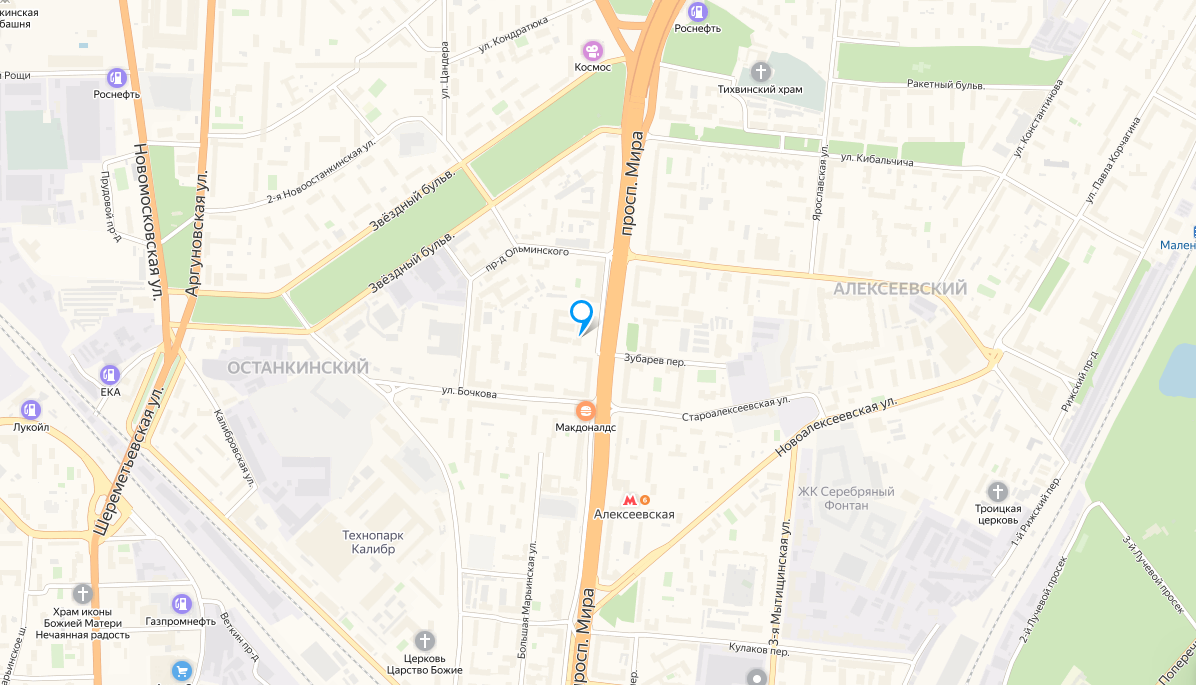 башня
Роснефть
ул. Кондратюка
ул. Цандера
Космос
Роснефть
Тихвинский храм
Ракетный бульв.
ул. Константинова
ул. Павла Корчагина
просп. Мира
ул. Кибальчича
Ярославская ул.
2-я Новоостанкинская ул.
Прудовой пр-д
Новомосковская ул.
Аргуновская ул.
Звёздный бульв.
Звёздный бульв.
пр-д Ольминского
АЛЕКСЕЕВСКИЙ
ОСТАНКИНСКИЙ
Зубарев пер.
ЕКА
Лукойл
ул. Бочкова
Макдоналдс
Староалексеевская ул.
Новоалексеевская ул.
Рижский пр-д
Калибровская ул.
Шереметьевская ул.
М 6
Алексеевская
ЖК Серебряный
Фонтан
Троицкая
церковь
1-й Рижский пер.
Технопарк
Калибр
Большая Марьинская ул.
3-я Мытищинская ул.
3-й Лучевой просек
2-й Лучевой просек
Храм иконы
Божией Матери
Нечаянная радость
Газпромнефть
Веткин пр-д
Церковь
Царство Божие
просп. Мира
Кулаков пер.